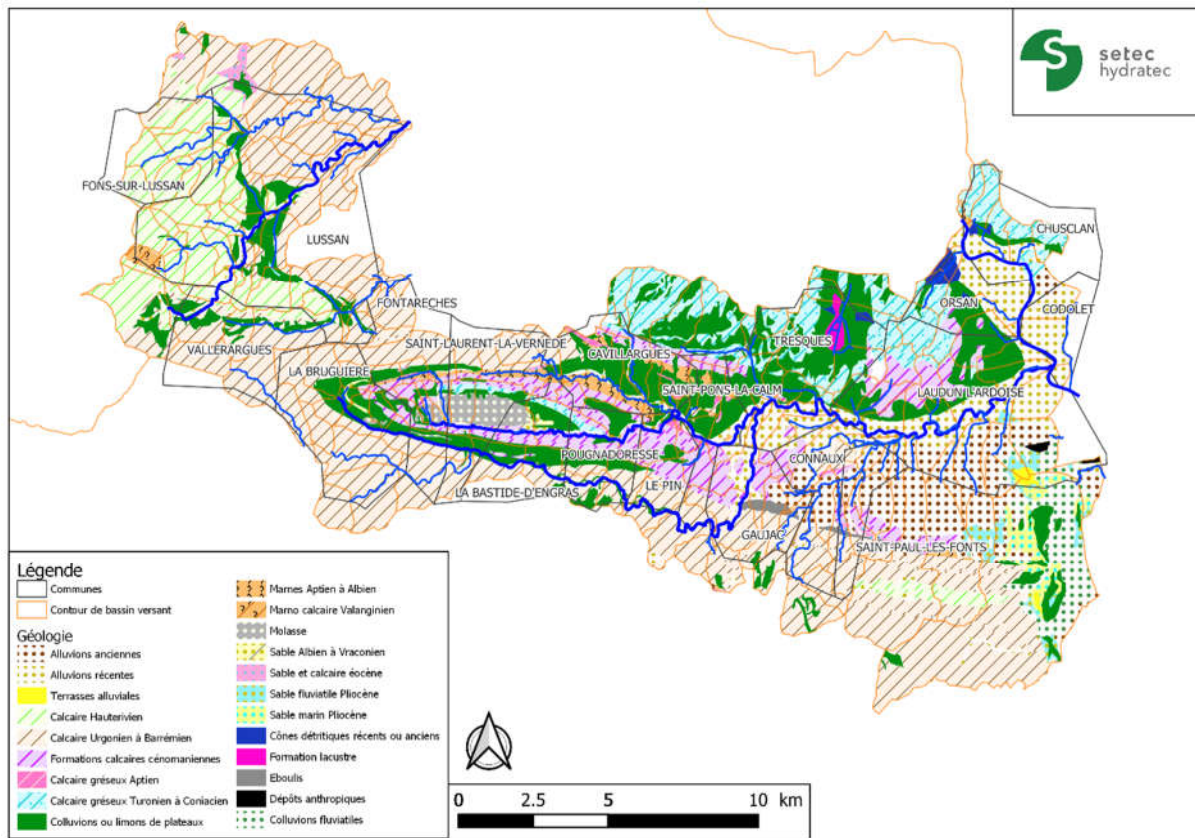 setec
hydratec
FONS-SUR-LUSSAN
LUSSAN
CHUSCLAN
CODOLET
ORSAN
FONTARECHES
VALLERARGUES
SAINT-LAURENT-LA-VERNEDE
TRESQUES
CAVILLARGUES
LA BRUGUIERE
SAINT-PONS-LA-CALM
LAUDUN L'ARDOISE
POUGNADORESSE
CONNAUX
LA BASTIDE-D'ENGRAS
LE PIN
GAUJAC
SAINT-PAUL-LES-FONTS
Légende
Communes
Contour de bassin versant
Géologie
Alluvions anciennes
Alluvions récentes
Terrasses alluviales
Calcaire Hauterivien
Calcaire Urgonien à Barrémien
Formations calcaires cénomaniennes
Calcaire gréseux Aptien
Calcaire gréseux Turonien à Coniacien
Colluvions ou limons de plateaux
Marnes Aptien à Albien
Marno calcaire Valanginien
Molasse
Sable Albien à Vraconien
Sable et calcaire éocène
Sable fluviatile Pliocène
Sable marin Pliocène
Cônes détritiques récents ou anciens
Formation lacustre
Eboulis
Dépôts anthropiques
Colluvions fluviatiles
0 2.5 5 10 km